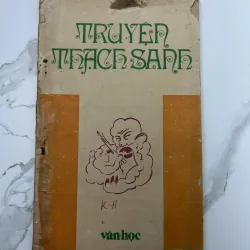 TRUYỆN
THẠCH SANH
K-H
văn học